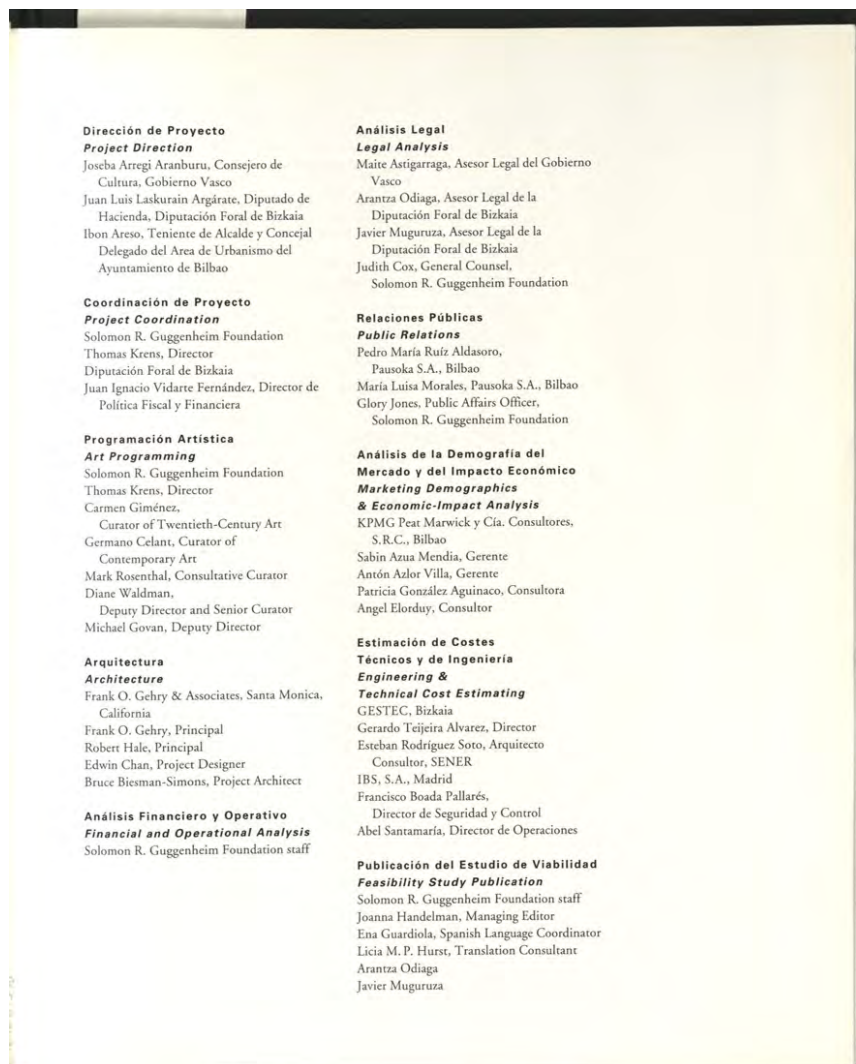 Dirección de Proyecto
Project Direction
Joseba Arregi Aranburu, Consejero de
Cultura, Gobierno Vasco
Juan Luis Laskurain Argárate, Diputado de
Hacienda, Diputación Foral de Bizkaia
Ibon Areso, Teniente de Alcalde y Concejal
Delegado del Area de Urbanismo del
Ayuntamiento de Bilbao
Coordinación de Proyecto
Project Coordination
Solomon R. Guggenheim Foundation
Thomas Krens, Director
Diputación Foral de Bizkaia
Juan Ignacio Vidarte Fernández, Director de
Política Fiscal y Financiera
Programación Artística
Art Programming
Solomon R. Guggenheim Foundation
Thomas Krens, Director
Carmen Giménez,
Curator of Twentieth-Century Art
Germano Celant, Curator of
Contemporary Art
Mark Rosenthal, Consultative Curator
Diane Waldman,
Deputy Director and Senior Curator
Michael Govan, Deputy Director
Arquitectura
Architecture
Frank O. Gehry & Associates, Santa Monica,
California
Frank O. Gehry, Principal
Robert Hale, Principal
Edwin Chan, Project Designer
Bruce Biesman-Simons, Project Architect
Análisis Financiero y Operativo
Financial and Operational Analysis
Solomon R. Guggenheim Foundation staff
Análisis Legal
Legal Analysis
Maite Astigarraga, Asesor Legal del Gobierno
Vasco
Arantza Odiaga, Asesor Legal de la
Diputación Foral de Bizkaia
Javier Muguruza, Asesor Legal de la
Diputación Foral de Bizkaia
Judith Cox, General Counsel,
Solomon R. Guggenheim Foundation
Relaciones Públicas
Public Relations
Pedro María Ruíz Aldasoro,
Pausoka S.A., Bilbao
María Luisa Morales, Pausoka S.A., Bilbao
Glory Jones, Public Affairs Officer,
Solomon R. Guggenheim Foundation
Análisis de la Demografía del
Mercado y del Impacto Económico
Marketing Demographics
& Economic-Impact Analysis
KPMG Peat Marwick y Cía. Consultores,
S.R.C., Bilbao
Sabin Azua Mendia, Gerente
Antón Azlor Villa, Gerente
Patricia González Aguinaco, Consultora
Angel Elorduy, Consultor
Estimación de Costes
Técnicos y de Ingeniería
Engineering &
Technical Cost Estimating
GESTEC, Bizkaia
Gerardo Teijeira Alvarez, Director
Esteban Rodríguez Soto, Arquitecto
Consultor, SENER
IBS, S.A., Madrid
Francisco Boada Pallarés,
Director de Seguridad y Control
Abel Santamaría, Director de Operaciones
Publicación del Estudio de Viabilidad
Feasibility Study Publication
Solomon R. Guggenheim Foundation staff
Joanna Handelman, Managing Editor
Ena Guardiola, Spanish Language Coordinator
Licia M. P. Hurst, Translation Consultant
Arantza Odiaga
Javier Muguruza